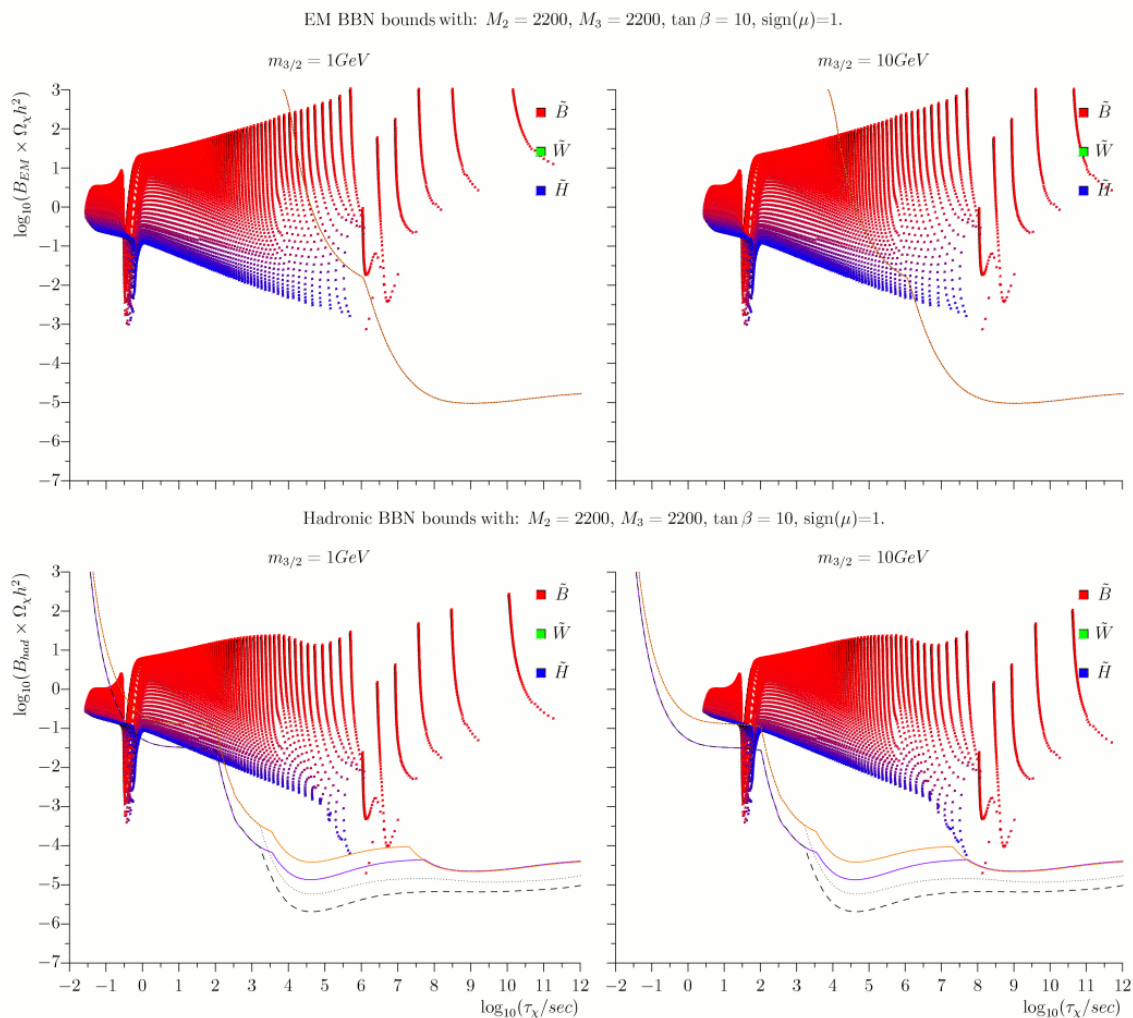 EM BBN bounds with: M₂ = 2200, M₃ = 2200, tan β = 10, sign(μ)=1.
m₃/₂ = 1GeV
m₃/₂ = 10GeV
log₁₀(B_EM × Ω_χ h²)
3
2
1
0
−1
−2
−3
−4
−5
−6
−7
B̃
W̃
H̃
B̃
W̃
H̃
Hadronic BBN bounds with: M₂ = 2200, M₃ = 2200, tan β = 10, sign(μ)=1.
m₃/₂ = 1GeV
m₃/₂ = 10GeV
log₁₀(B_had × Ω_χ h²)
3
2
1
0
−1
−2
−3
−4
−5
−6
−7
B̃
W̃
H̃
B̃
W̃
H̃
−2 −1 0 1 2 3 4 5 6 7 8 9 10 11 12
−2 −1 0 1 2 3 4 5 6 7 8 9 10 11 12
log₁₀(τ_χ/sec)
log₁₀(τ_χ/sec)